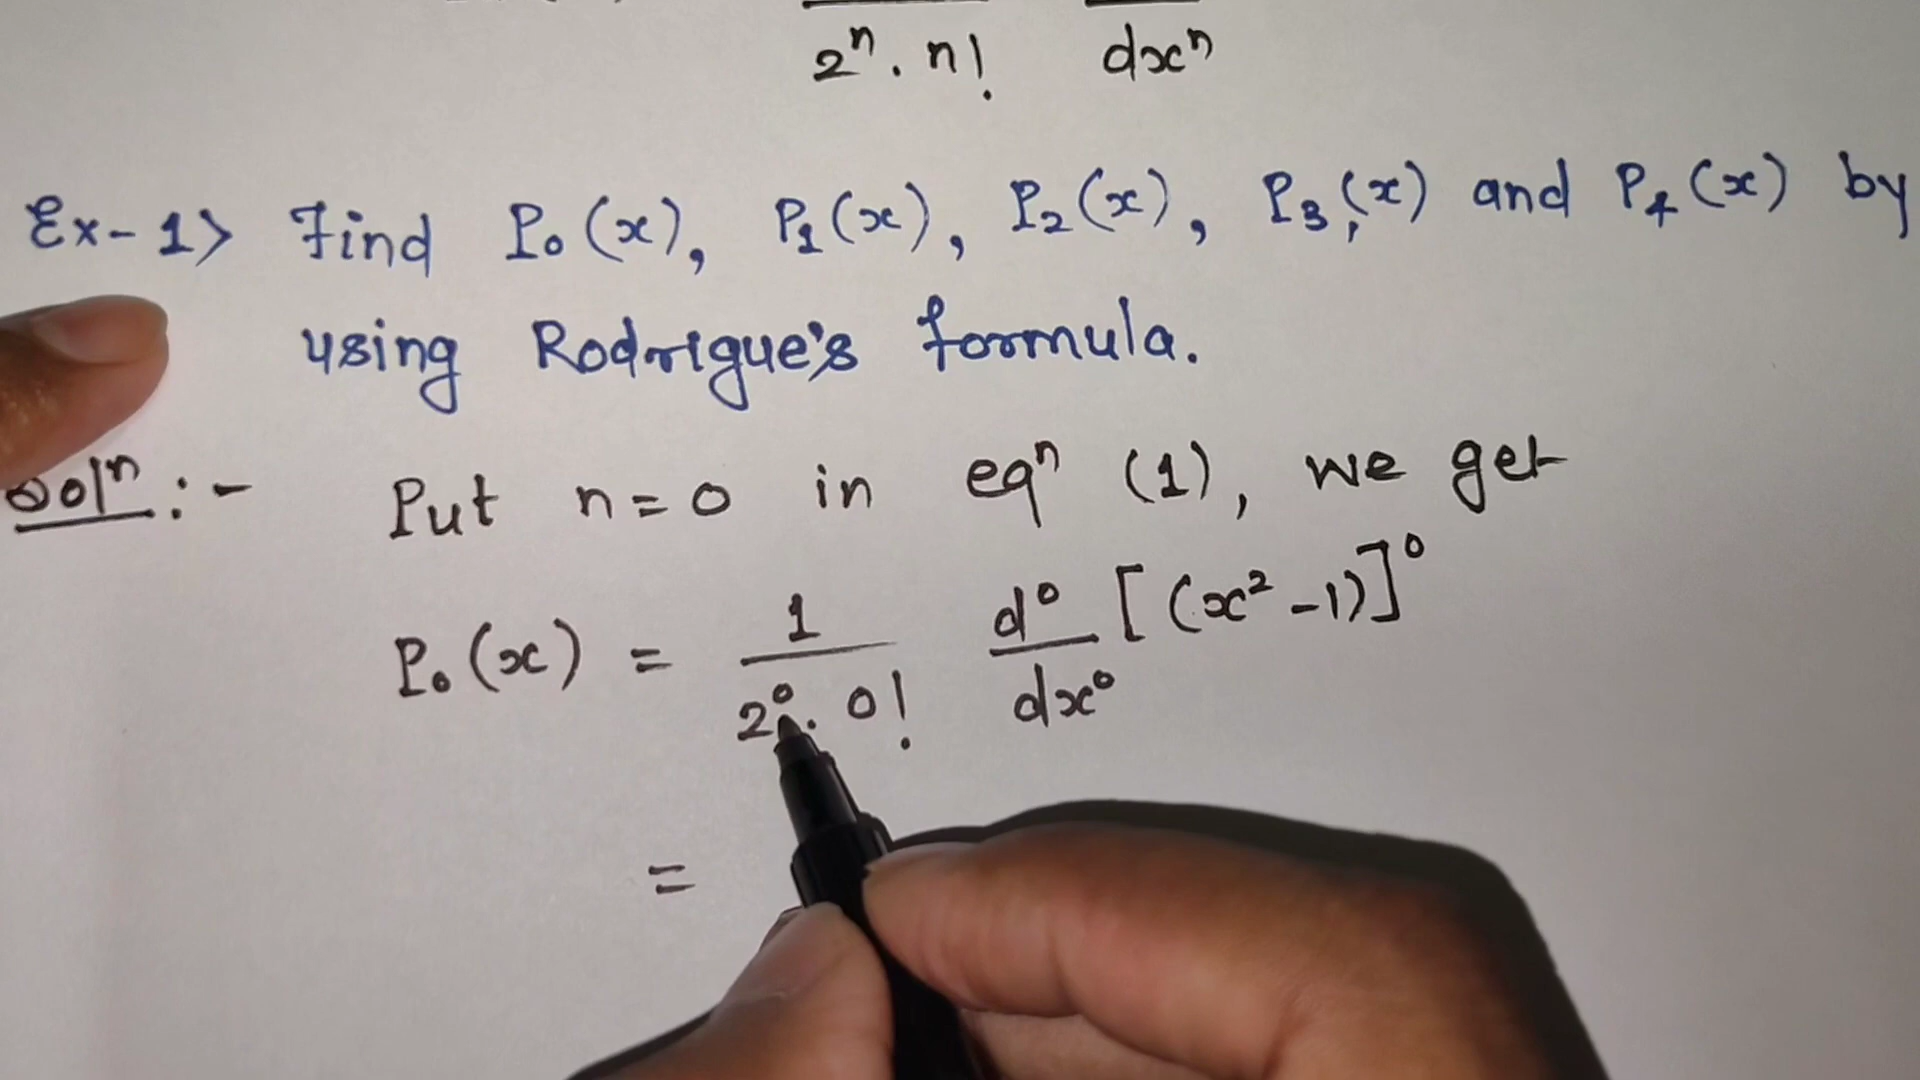 2ⁿ . n! dxⁿ
Ex-1> Find P₀(x), P₁(x), P₂(x), P₃,(x) and P₄(x) by
using Rodrigue's formula.
Solⁿ :- Put n=0 in eqⁿ (1), we get
P₀(x) = 1/(2⁰. 0!) d⁰/dx⁰ [(x²-1)]⁰
=